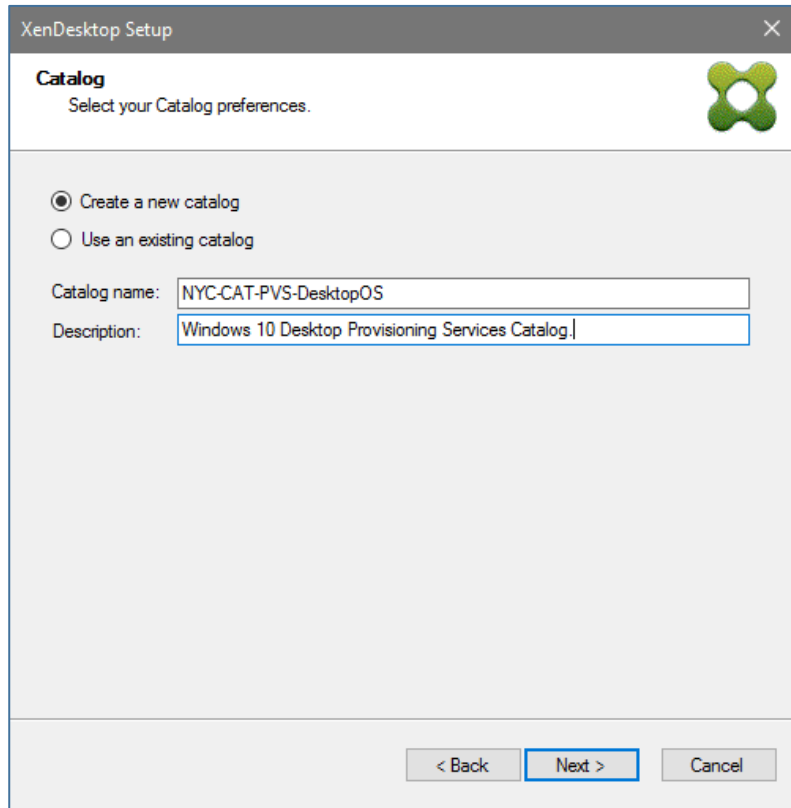 XenDesktop Setup
Catalog
Select your Catalog preferences.
Create a new catalog
Use an existing catalog
Catalog name: NYC-CAT-PVS-DesktopOS
Description: Windows 10 Desktop Provisioning Services Catalog.
< Back Next > Cancel